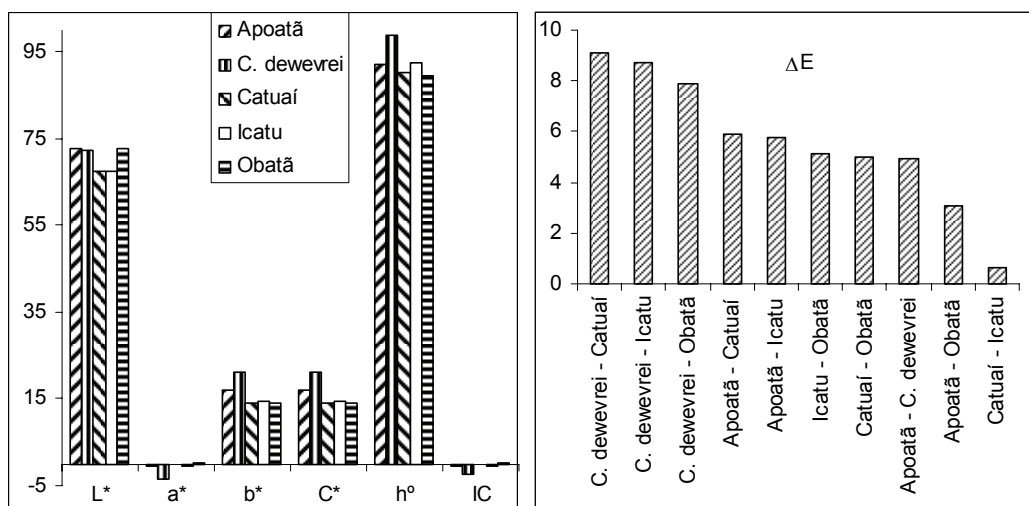 95
75
55
35
15
-5
Apoatã
C. dewevrei
Catuaí
Icatu
Obatã
L*
a*
b*
C*
hº
IC
10
8
6
4
2
0
ΔE
C. dewevrei - Catuaí
C. dewevrei - Icatu
C. dewevrei - Obatã
Apoatã - Catuaí
Apoatã - Icatu
Icatu - Obatã
Catuaí - Obatã
Apoatã - C. dewevrei
Apoatã - Obatã
Catuaí - Icatu